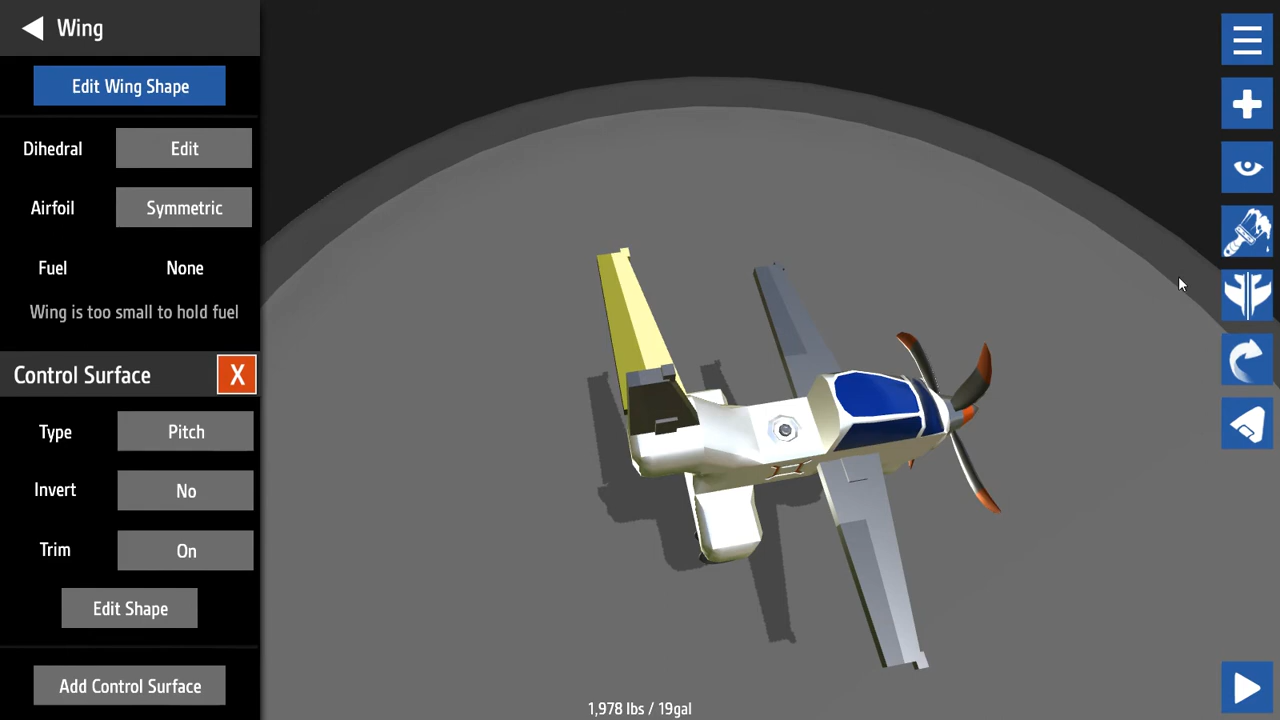 Wing
Edit Wing Shape
Dihedral Edit
Airfoil Symmetric
Fuel None
Wing is too small to hold fuel
Control Surface X
Type Pitch
Invert No
Trim On
Edit Shape
Add Control Surface
1,978 lbs / 19gal